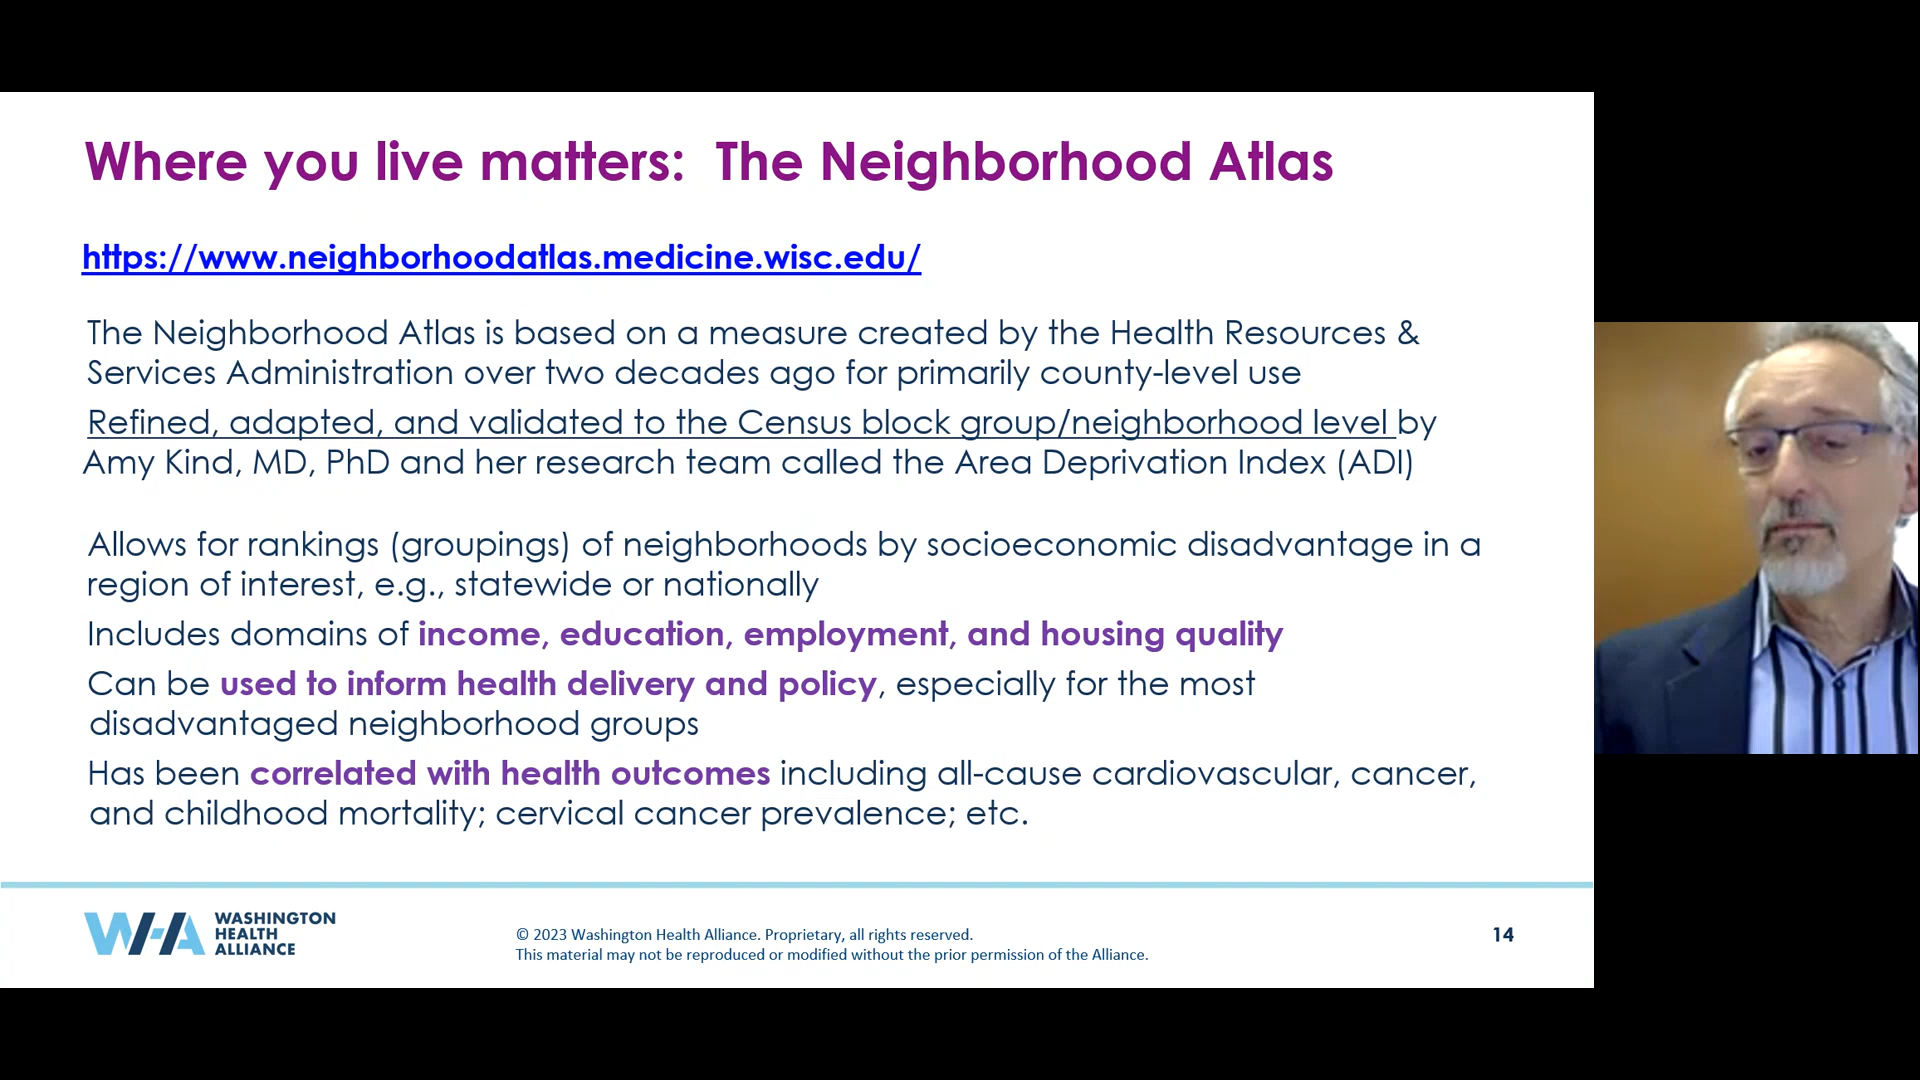 Where you live matters:  The Neighborhood Atlas
https://www.neighborhoodatlas.medicine.wisc.edu/
The Neighborhood Atlas is based on a measure created by the Health Resources &
Services Administration over two decades ago for primarily county-level use
Refined, adapted, and validated to the Census block group/neighborhood level by
Amy Kind, MD, PhD and her research team called the Area Deprivation Index (ADI)
Allows for rankings (groupings) of neighborhoods by socioeconomic disadvantage in a
region of interest, e.g., statewide or nationally
Includes domains of income, education, employment, and housing quality
Can be used to inform health delivery and policy, especially for the most
disadvantaged neighborhood groups
Has been correlated with health outcomes including all-cause cardiovascular, cancer,
and childhood mortality; cervical cancer prevalence; etc.
WHA
WASHINGTON
HEALTH
ALLIANCE
© 2023 Washington Health Alliance. Proprietary, all rights reserved.
This material may not be reproduced or modified without the prior permission of the Alliance.
14